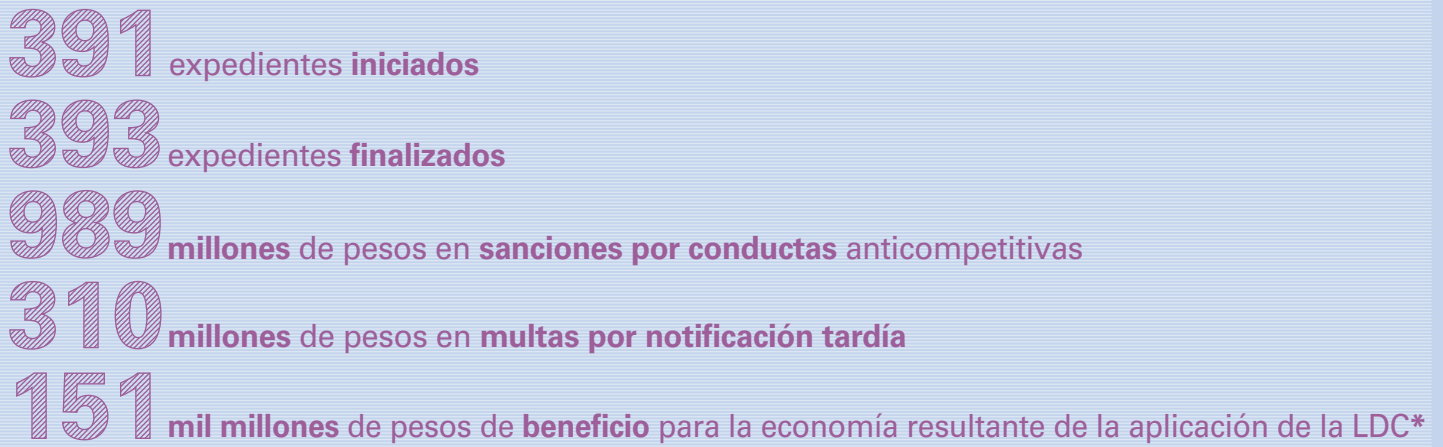 391 expedientes iniciados
393 expedientes finalizados
989 millones de pesos en sanciones por conductas anticompetitivas
310 millones de pesos en multas por notificación tardía
151 mil millones de pesos de beneficio para la economía resultante de la aplicación de la LDC*